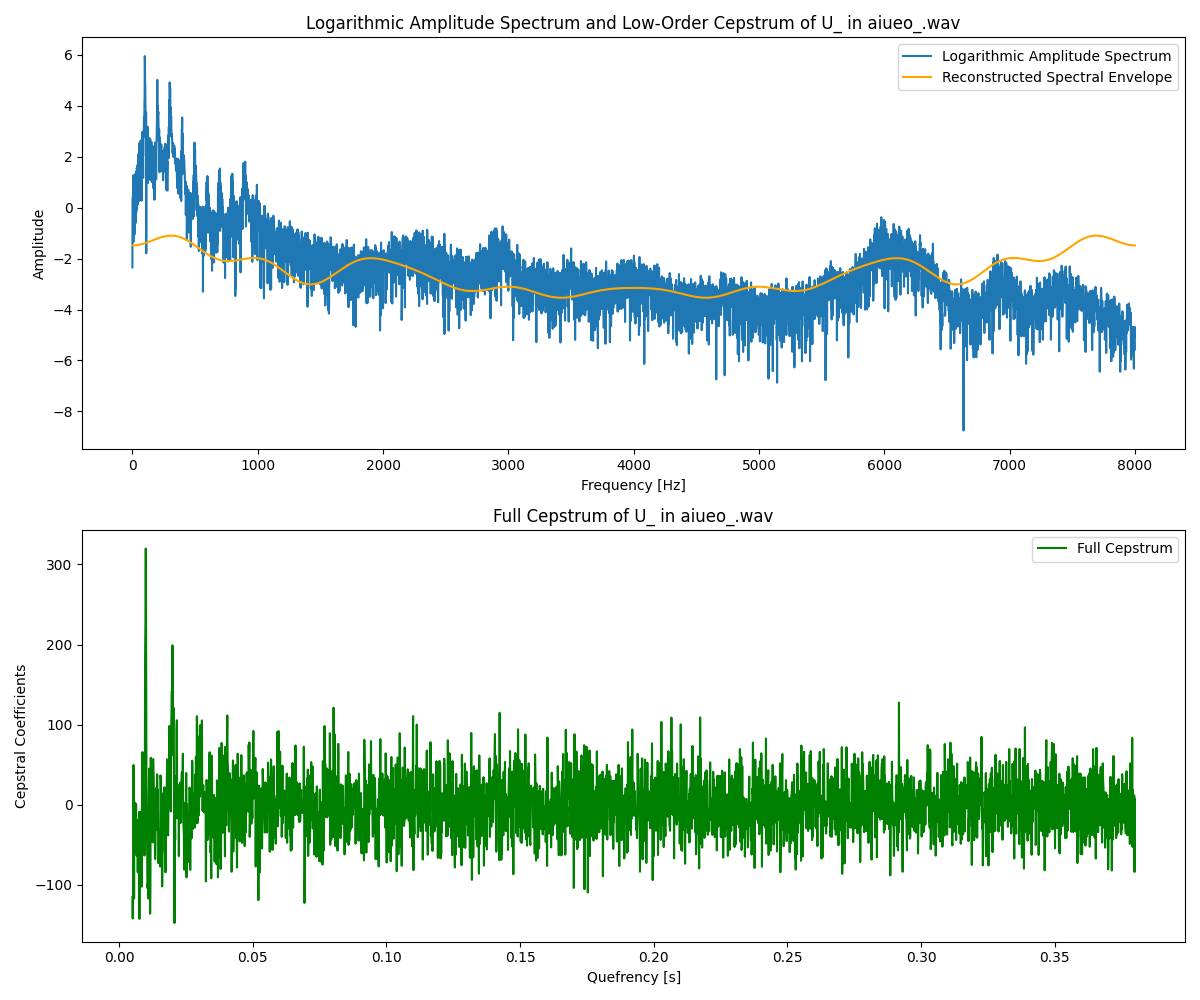 Logarithmic Amplitude Spectrum and Low-Order Cepstrum of U_ in aiueo_.wav
Logarithmic Amplitude Spectrum
Reconstructed Spectral Envelope
6
4
2
0
−2
−4
−6
−8
Amplitude
0 1000 2000 3000 4000 5000 6000 7000 8000
Frequency [Hz]
Full Cepstrum of U_ in aiueo_.wav
Full Cepstrum
300
200
100
0
−100
Cepstral Coefficients
0.00 0.05 0.10 0.15 0.20 0.25 0.30 0.35
Quefrency [s]